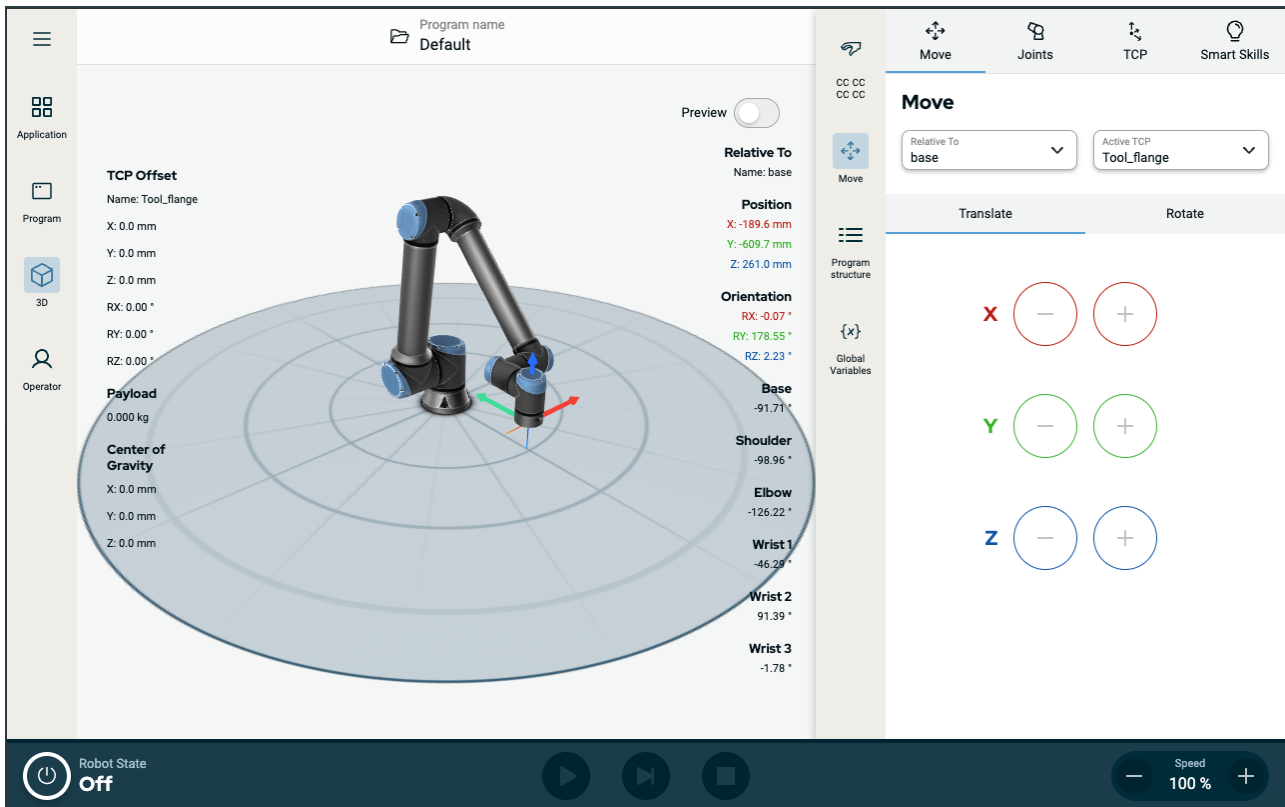 Program name
Default
Application
Program
3D
Operator
Preview
TCP Offset
Name: Tool_flange
X: 0.0 mm
Y: 0.0 mm
Z: 0.0 mm
RX: 0.00 °
RY: 0.00 °
RZ: 0.00 °
Payload
0.000 kg
Center of
Gravity
X: 0.0 mm
Y: 0.0 mm
Z: 0.0 mm
Relative To
Name: base
Position
X: -189.6 mm
Y: -609.7 mm
Z: 261.0 mm
Orientation
RX: -0.07 °
RY: 178.55 °
RZ: 2.23 °
Base
-91.71 °
Shoulder
-98.96 °
Elbow
-126.22 °
Wrist 1
-46.29 °
Wrist 2
91.39 °
Wrist 3
-1.78 °
CC CC
CC CC
Move
Program
structure
{x}
Global
Variables
Move
Joints
TCP
Smart Skills
Move
Relative To
base
Active TCP
Tool_flange
Translate
Rotate
X
Y
Z
Robot State
Off
Speed
100 %